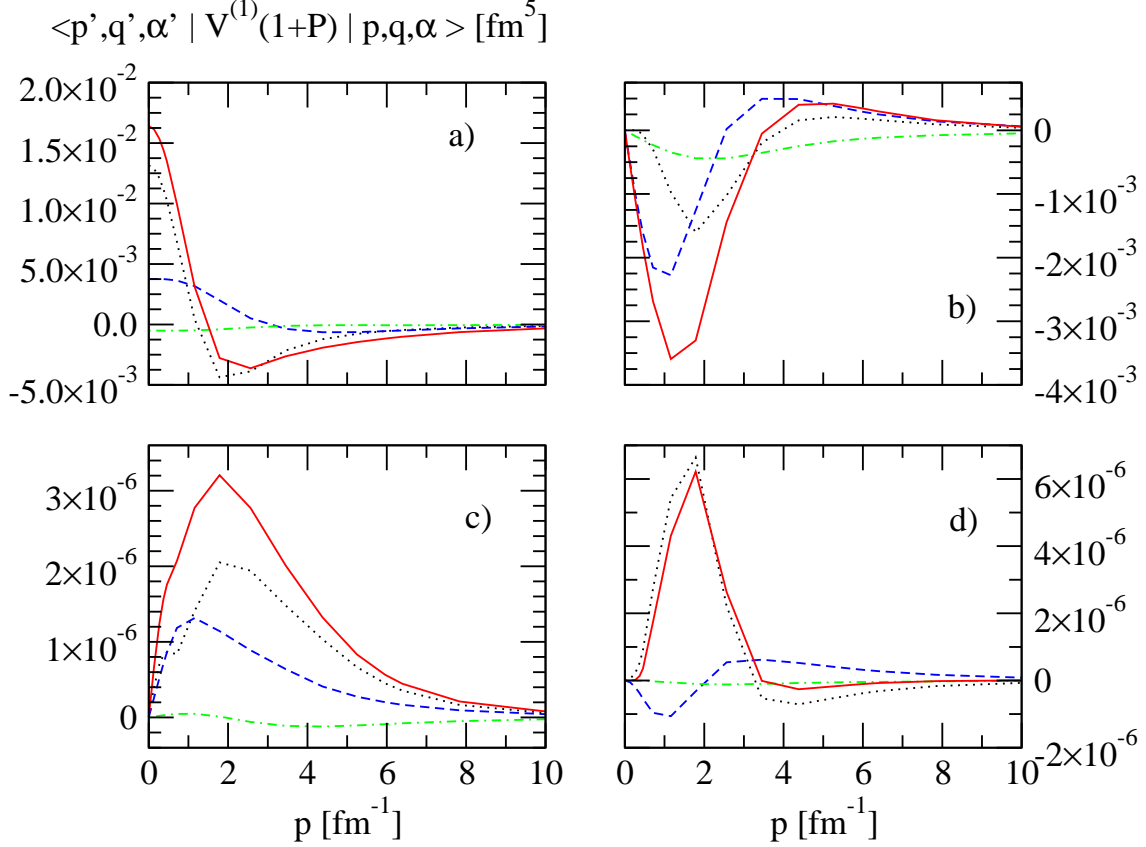 <p’,q’,α’ | V⁽¹⁾(1+P) | p,q,α > [fm⁵]
2.0×10⁻²
1.5×10⁻²
1.0×10⁻²
5.0×10⁻³
0.0
-5.0×10⁻³
a)
0
-1×10⁻³
-2×10⁻³
-3×10⁻³
-4×10⁻³
b)
3×10⁻⁶
2×10⁻⁶
1×10⁻⁶
0
c)
0 2 4 6 8 10
p [fm⁻¹]
6×10⁻⁶
4×10⁻⁶
2×10⁻⁶
0
-2×10⁻⁶
d)
0 2 4 6 8 10
p [fm⁻¹]